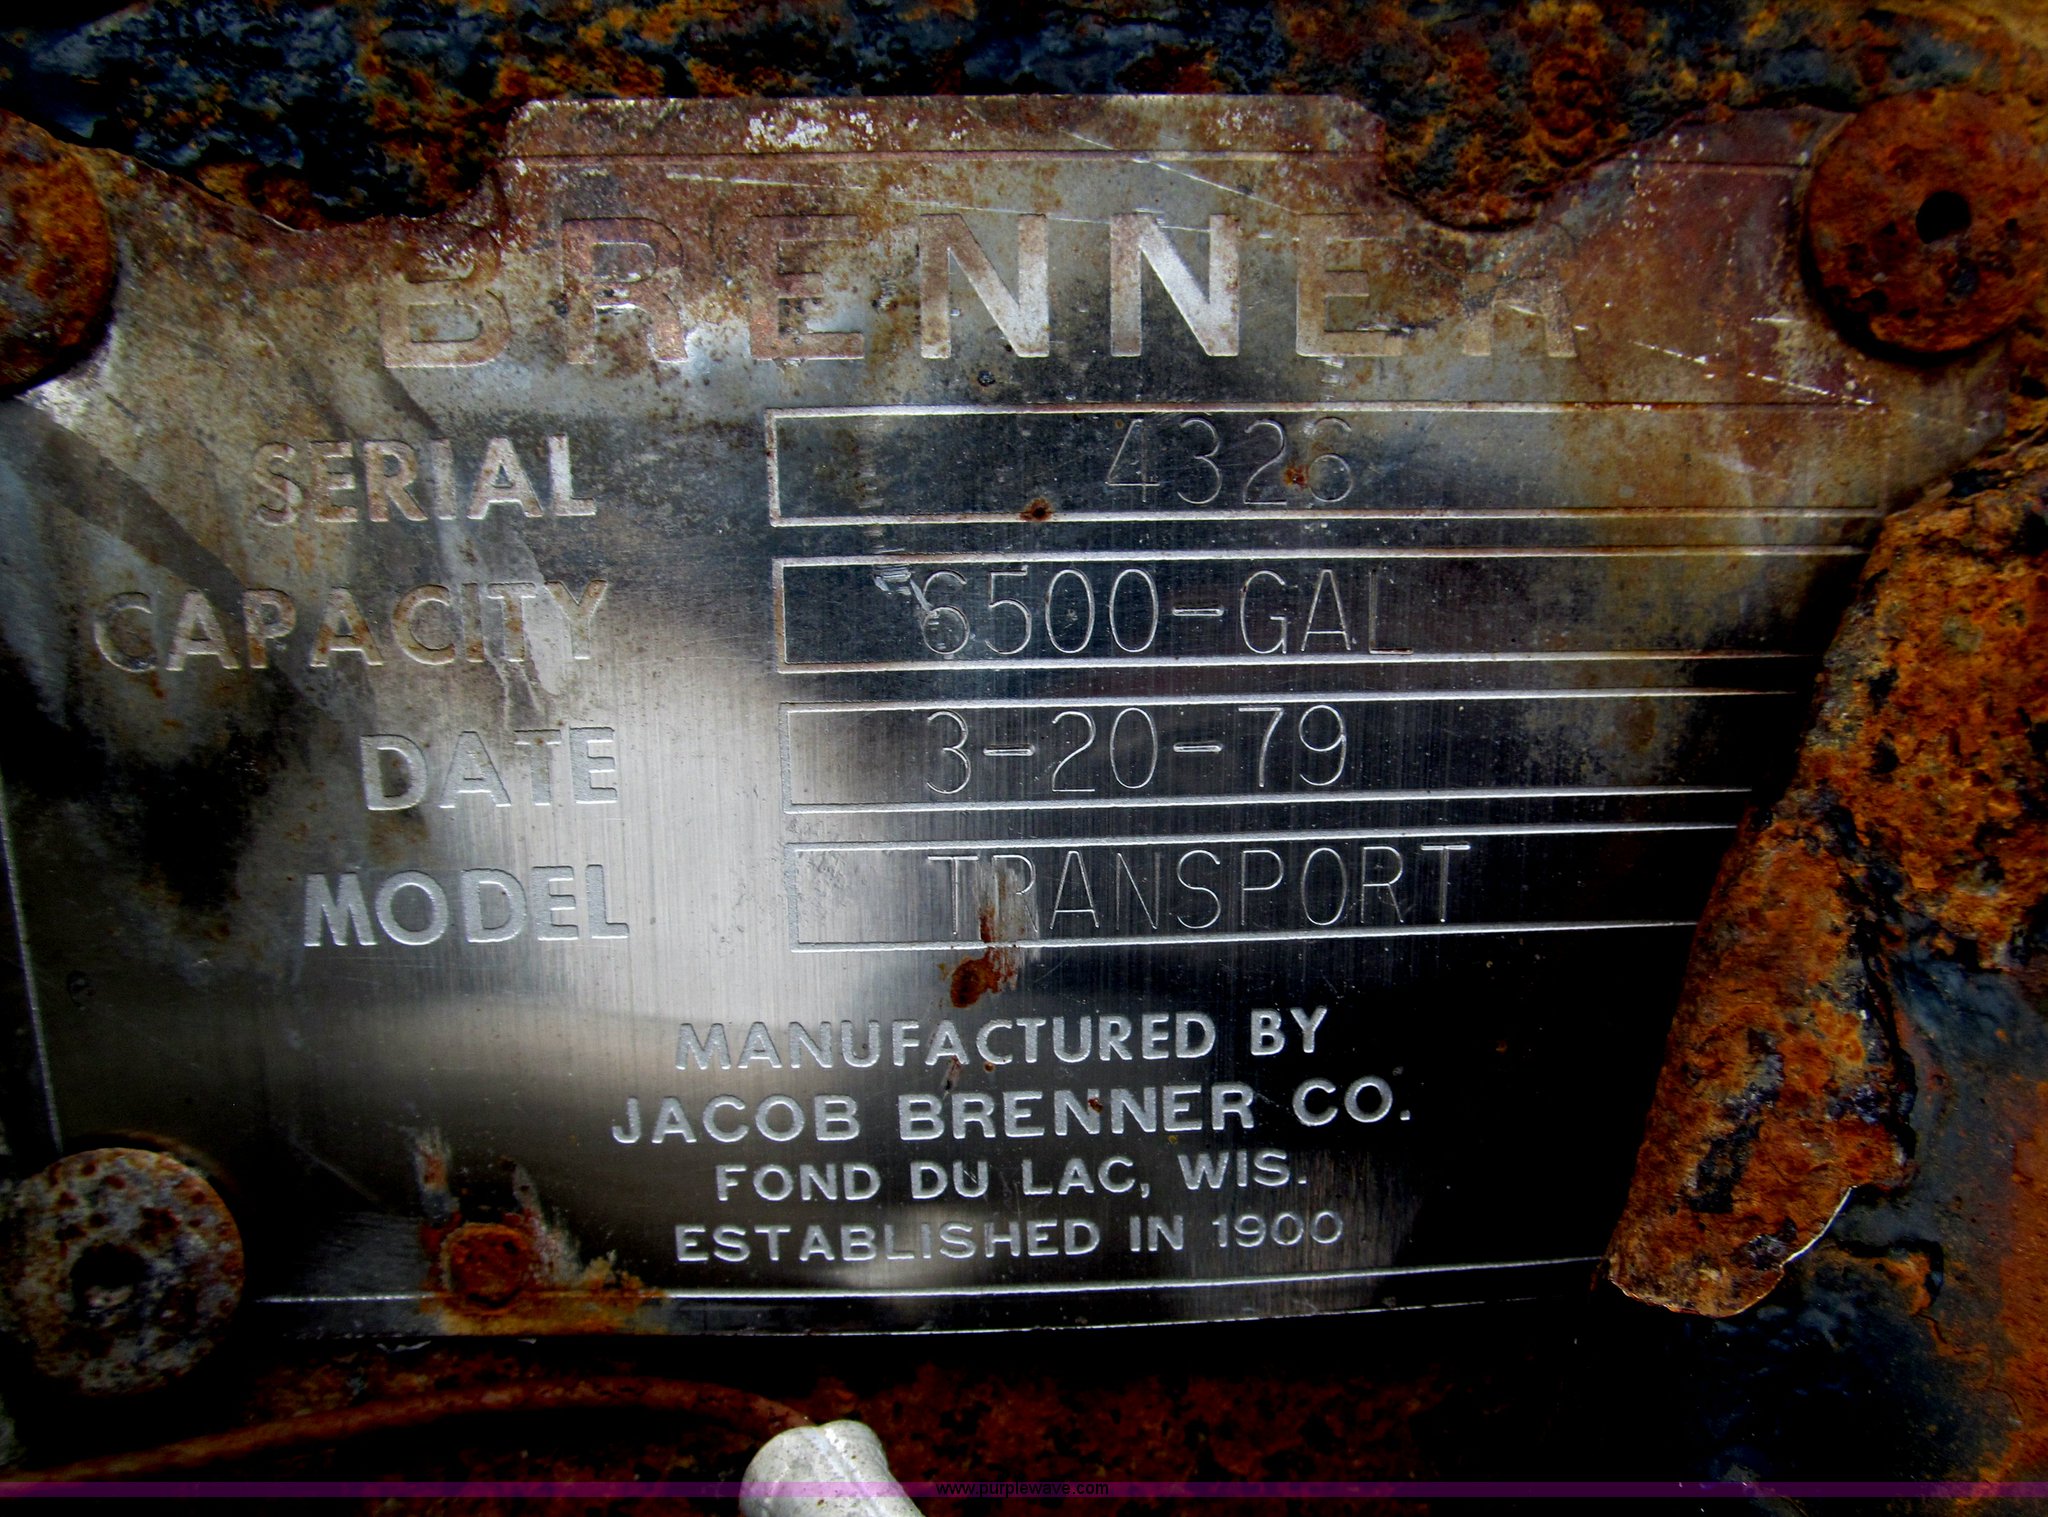 BRENNER
SERIAL 4326
CAPACITY 6500-GAL
DATE 3-20-79
MODEL TRANSPORT
MANUFACTURED BY
JACOB BRENNER CO.
FOND DU LAC, WIS.
ESTABLISHED IN 1900
www.purplewave.com